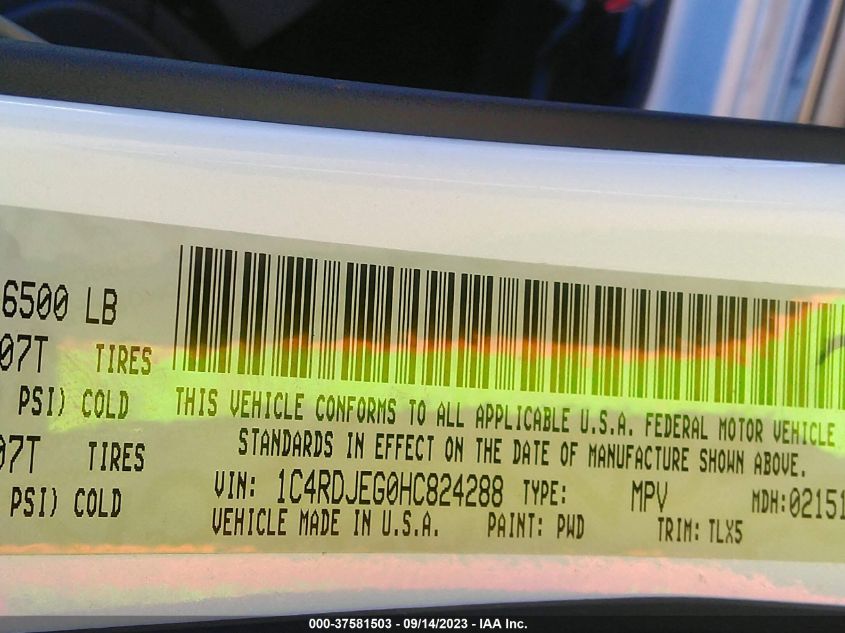 6500 LB
07T TIRES
PSI) COLD
THIS VEHICLE CONFORMS TO ALL APPLICABLE U.S.A. FEDERAL MOTOR VEHICLE
STANDARDS IN EFFECT ON THE DATE OF MANUFACTURE SHOWN ABOVE.
07T TIRES
VIN: 1C4RDJEG0HC824288 TYPE: MPV MDH:02151
PSI) COLD
VEHICLE MADE IN U.S.A. PAINT: PWD TRIM: TLX5
000-37581503 - 09/14/2023 - IAA Inc.